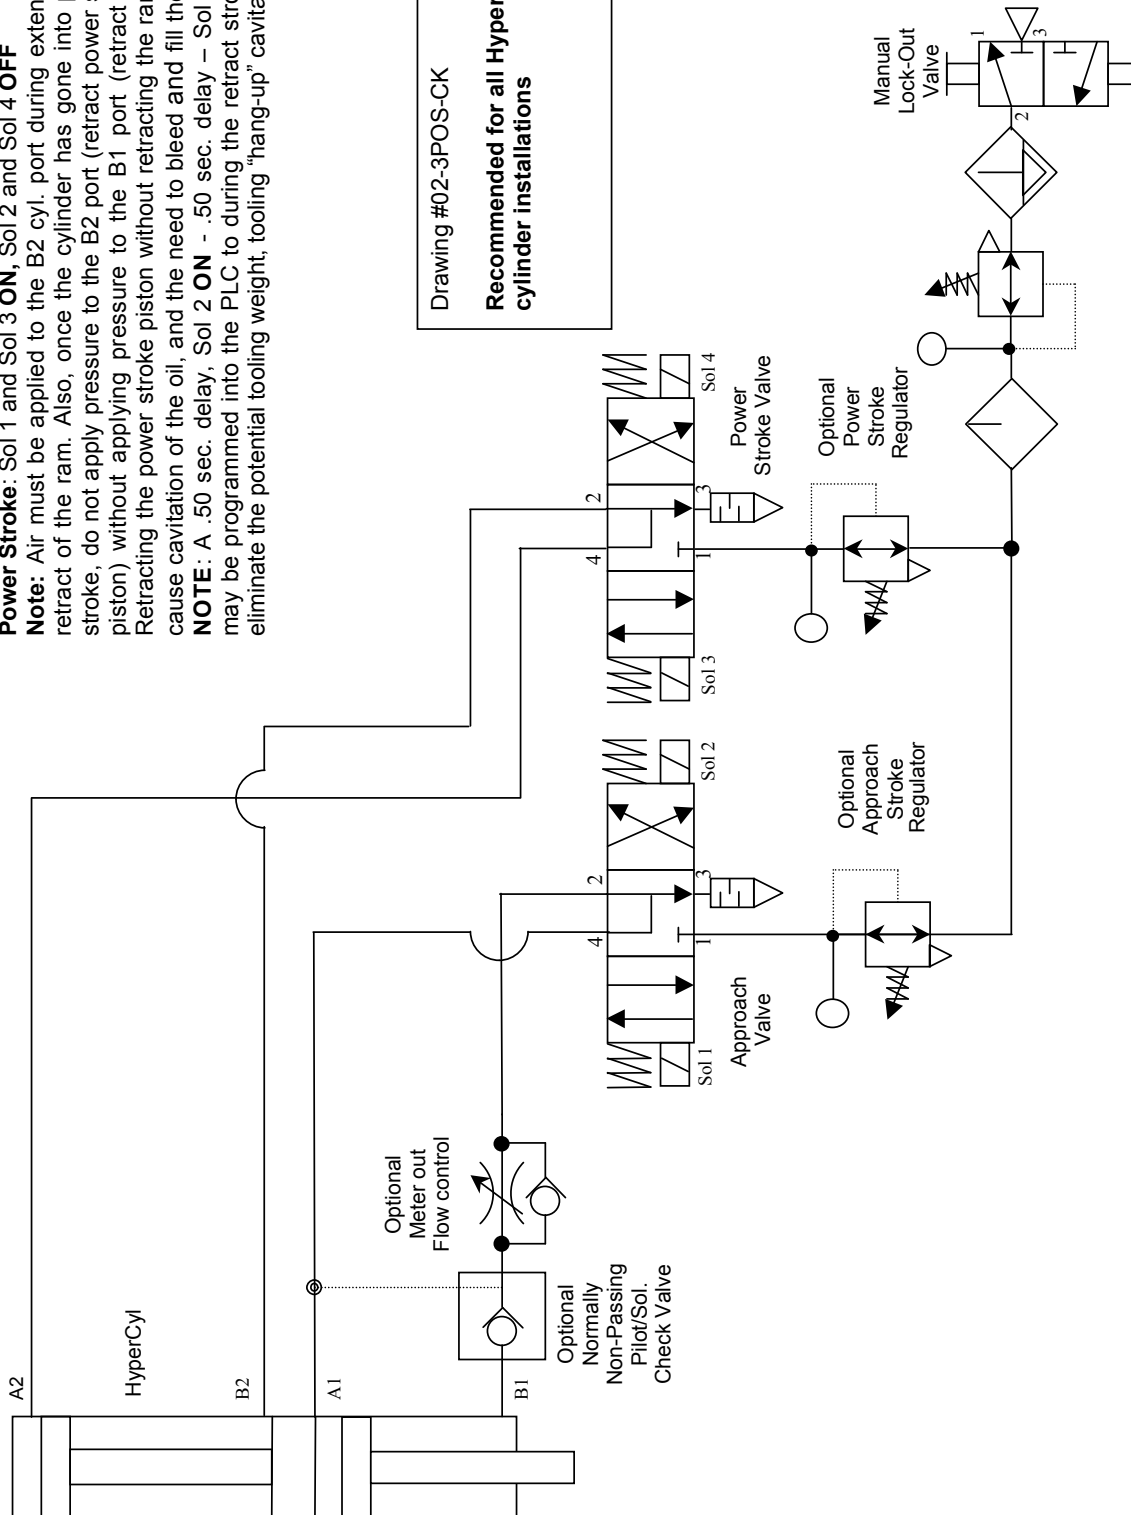 Power Stroke: Sol 1 and Sol 3 ON, Sol 2 and Sol 4 OFF
Note: Air must be applied to the B2 cyl. port during exten
retract of the ram. Also, once the cylinder has gone into
stroke, do not apply pressure to the B2 port (retract power
piston) without applying pressure to the B1 port (retract
Retracting the power stroke piston without retracting the
cause cavitation of the oil, and the need to bleed and fill
NOTE: A .50 sec. delay, Sol 2 ON - .50 sec. delay – Sol
may be programmed into the PLC to during the retract
eliminate the potential tooling weight, tooling “hang-up”
Drawing #02-3POS-CK
Recommended for all Hyper
cylinder installations
A2
HyperCyl
B2
A1
B1
Optional
Normally
Non-Passing
Pilot/Sol.
Check Valve
Optional
Meter out
Flow control
Sol 1
4
2
1
3
Sol 2
Approach
Valve
Optional
Approach
Stroke
Regulator
Sol 3
4
2
1
3
Sol 4
Power
Stroke Valve
Optional
Power
Stroke
Regulator
Manual
Lock-Out
Valve
1
3
2